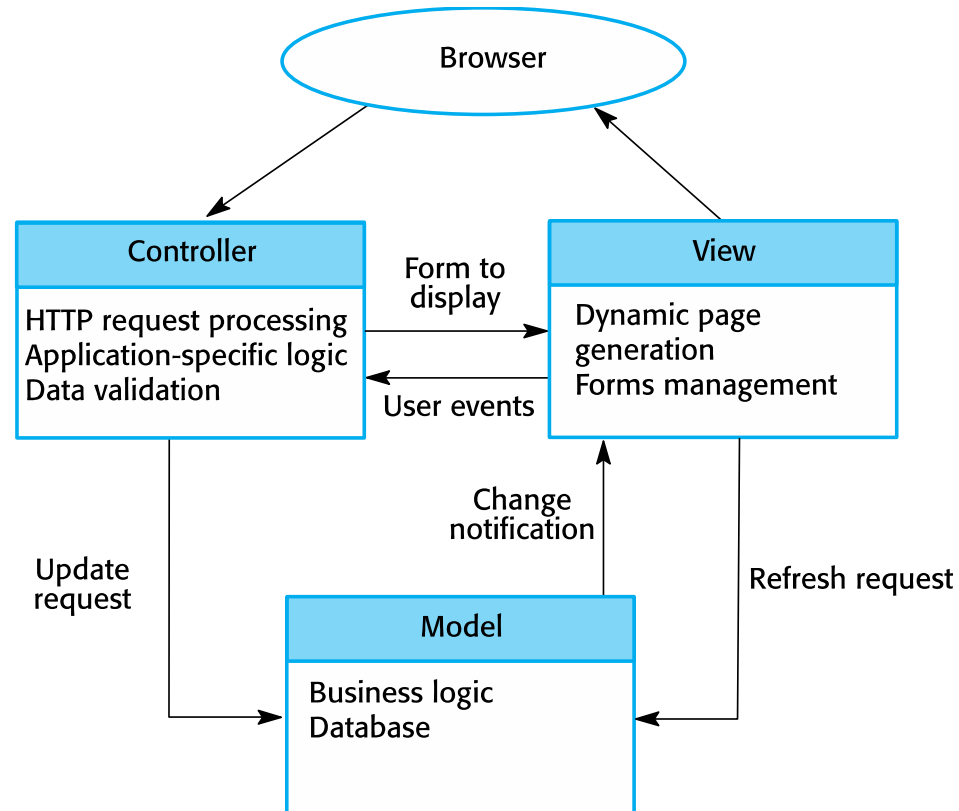 Browser
Controller
HTTP request processing
Application-specific logic
Data validation
Form to
display
User events
View
Dynamic page
generation
Forms management
Update
request
Change
notification
Refresh request
Model
Business logic
Database